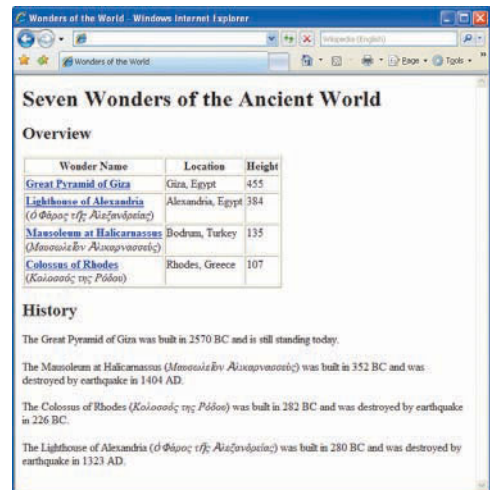 Wonders of the World - Windows Internet Explorer
Wikipedia (English)
Wonders of the World
Page
Tools
Seven Wonders of the Ancient World
Overview
Wonder Name Location Height
Great Pyramid of Giza Giza, Egypt 455
Lighthouse of Alexandria Alexandria, Egypt 384
(ὁ Φάρος τῆς Ἀλεξανδρείας)
Mausoleum at Halicarnassus Bodrum, Turkey 135
(Μαυσωλεῖον Ἁλικαρνασσεύς)
Colossus of Rhodes Rhodes, Greece 107
(Κολοσσός της Ρόδου)
History
The Great Pyramid of Giza was built in 2570 BC and is still standing today.
The Mausoleum at Halicarnassus (Μαυσωλεῖον Ἁλικαρνασσεύς) was built in 352 BC and was
destroyed by earthquake in 1404 AD.
The Colossus of Rhodes (Κολοσσός της Ρόδου) was built in 282 BC and was destroyed by earthquake
in 226 BC.
The Lighthouse of Alexandria (ὁ Φάρος τῆς Ἀλεξανδρείας) was built in 280 BC and was destroyed by
earthquake in 1323 AD.